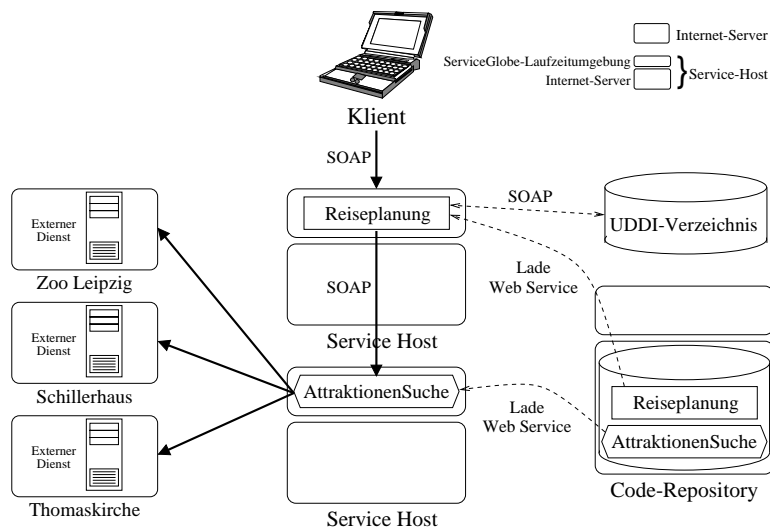 Internet-Server
ServiceGlobe-Laufzeitumgebung
Internet-Server
Service-Host
Klient
SOAP
Reiseplanung
SOAP
UDDI-Verzeichnis
Externer
Dienst
Zoo Leipzig
SOAP
Lade
Web Service
Service Host
Externer
Dienst
Schillerhaus
AttraktionenSuche
Lade
Web Service
Reiseplanung
AttraktionenSuche
Code-Repository
Externer
Dienst
Thomaskirche
Service Host